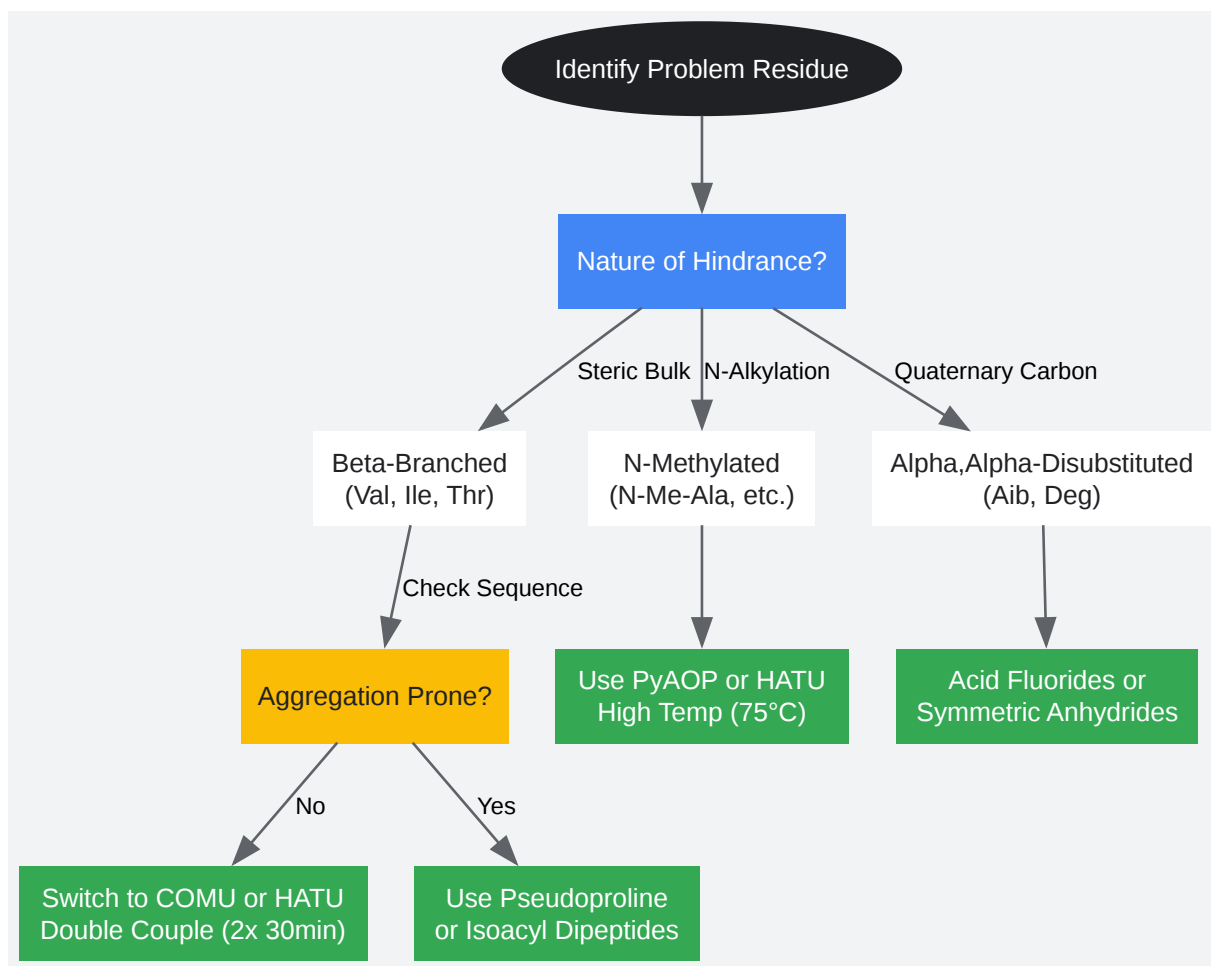 Identify Problem Residue
Nature of Hindrance?
Steric Bulk
N-Alkylation
Quaternary Carbon
Beta-Branched
(Val, Ile, Thr)
N-Methylated
(N-Me-Ala, etc.)
Alpha,Alpha-Disubstituted
(Aib, Deg)
Check Sequence
Aggregation Prone?
Use PyAOP or HATU
High Temp (75°C)
Acid Fluorides or
Symmetric Anhydrides
No
Yes
Switch to COMU or HATU
Double Couple (2x 30min)
Use Pseudoproline
or Isoacyl Dipeptides